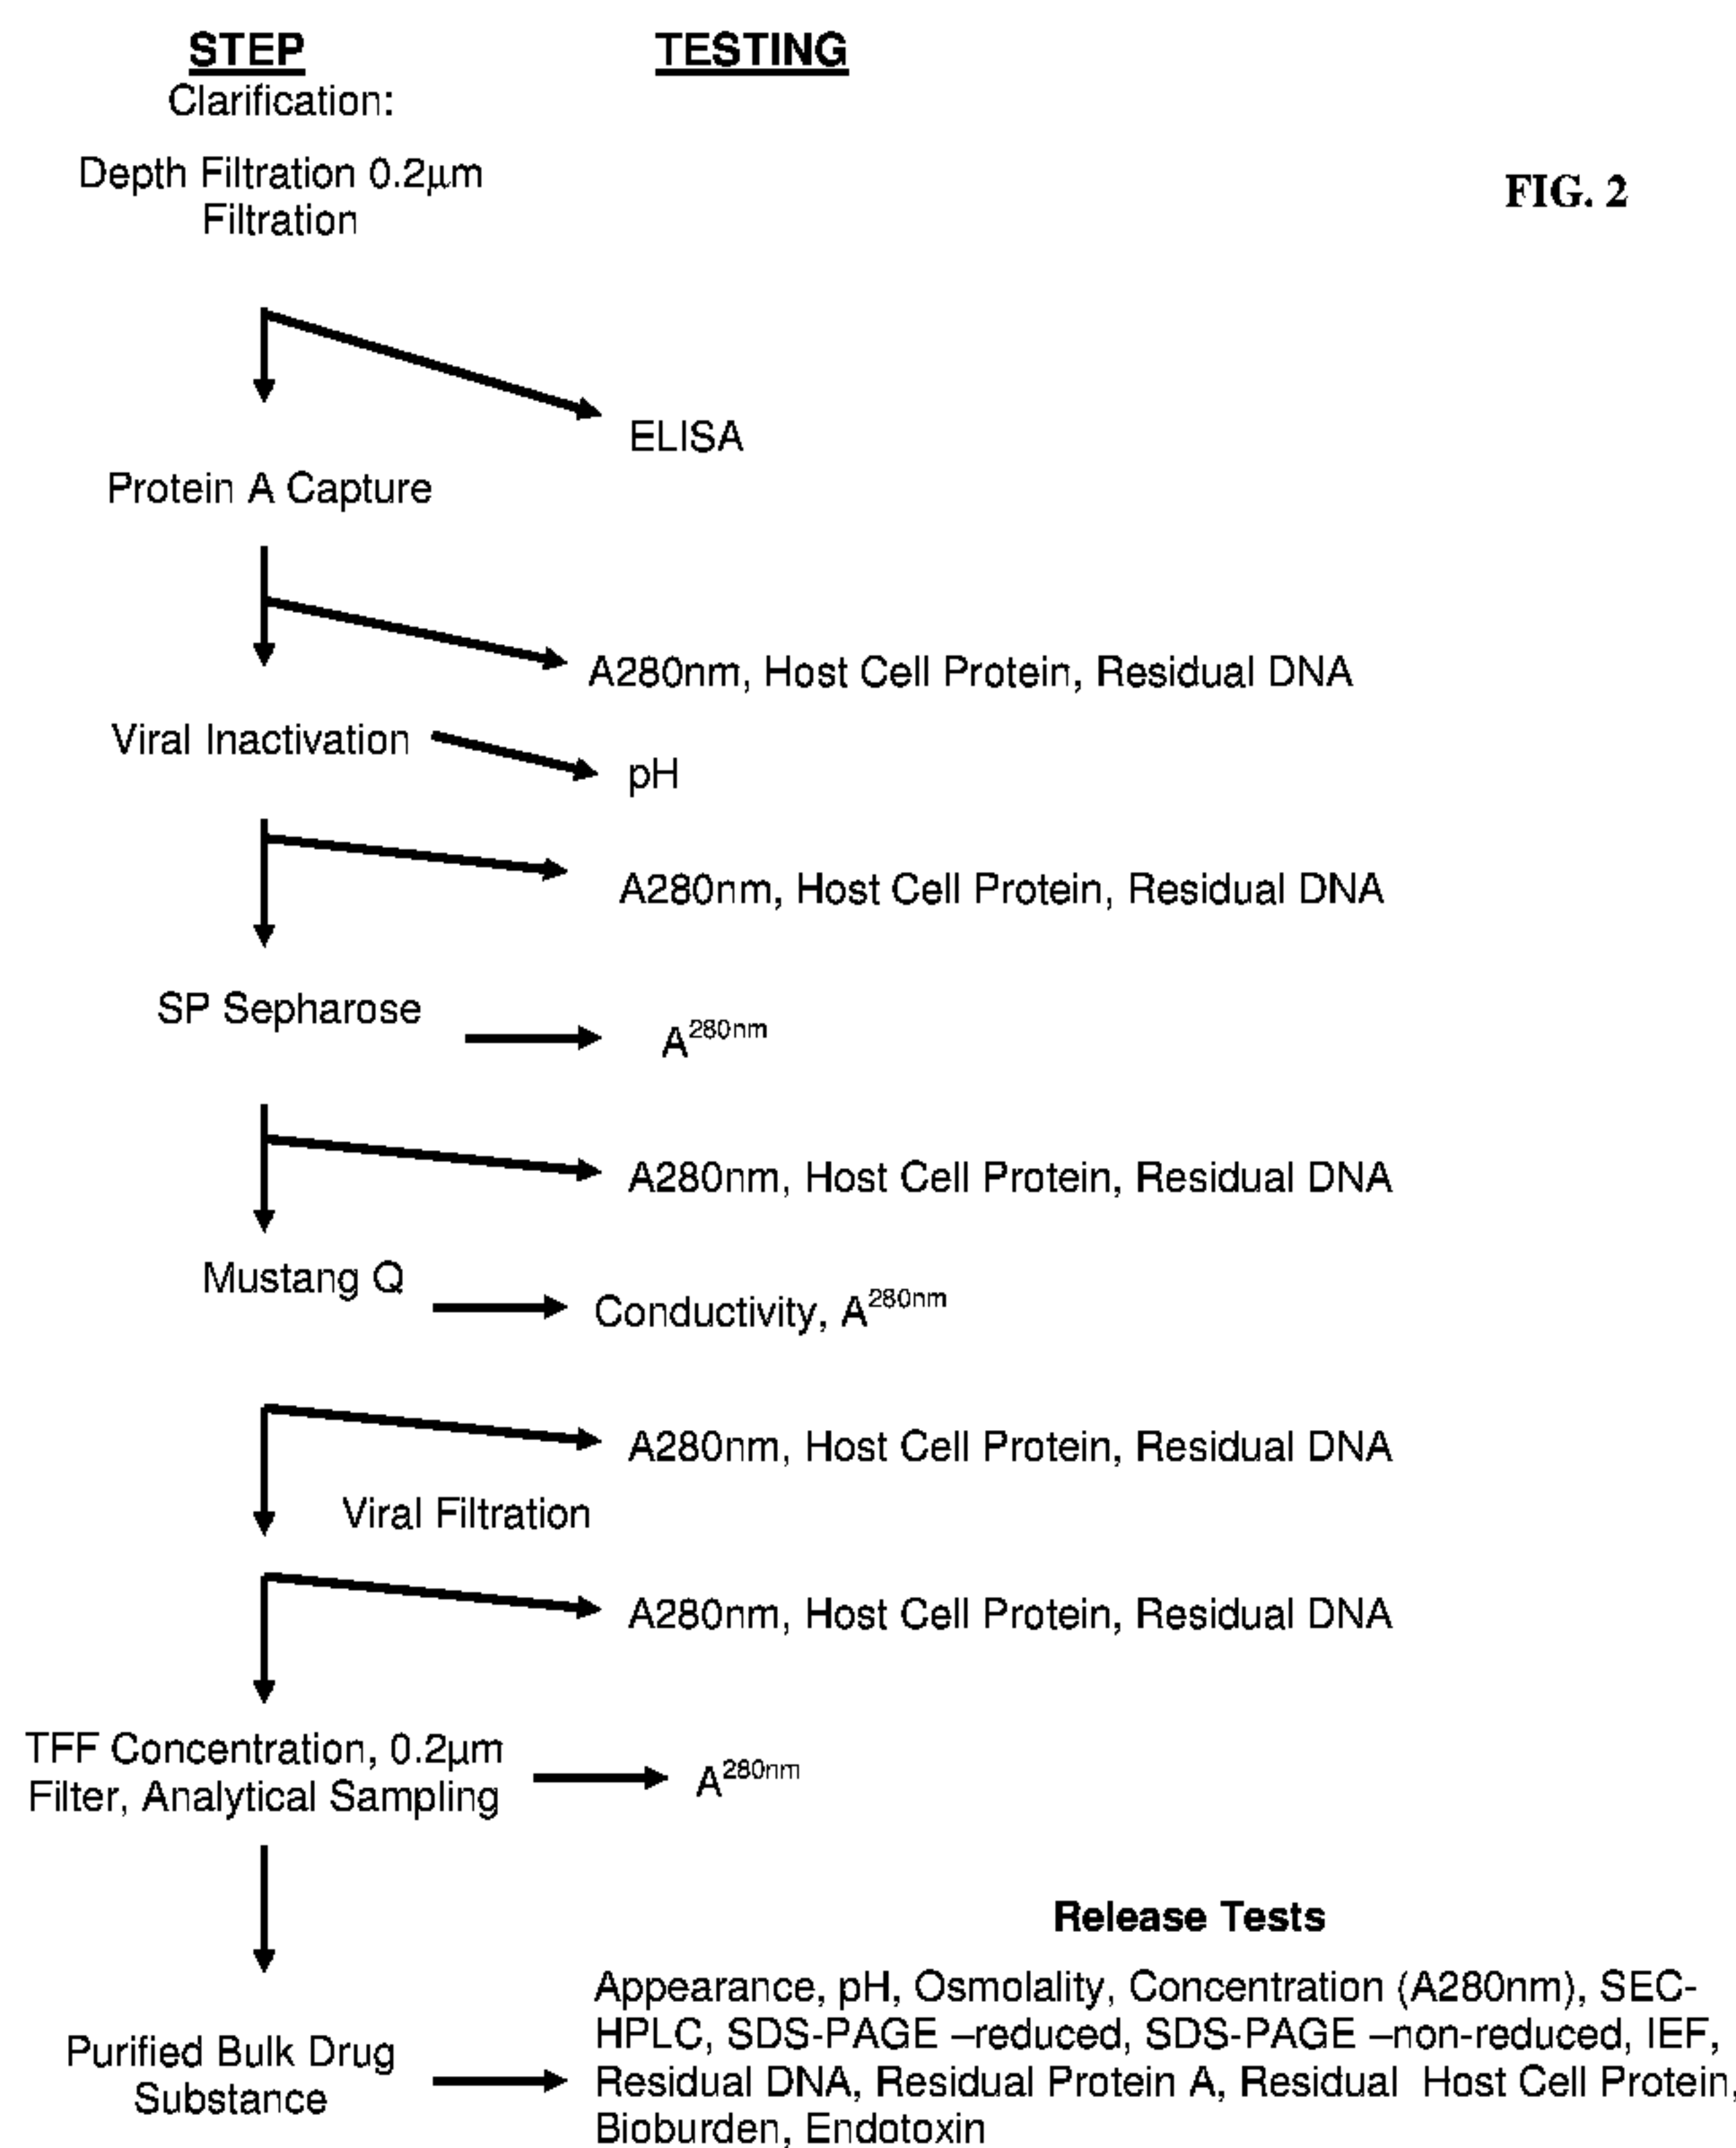 STEP TESTING
Clarification:
Depth Filtration 0.2µm
Filtration
FIG. 2
ELISA
Protein A Capture
A280nm, Host Cell Protein, Residual DNA
Viral Inactivation
pH
A280nm, Host Cell Protein, Residual DNA
SP Sepharose
A280nm
A280nm, Host Cell Protein, Residual DNA
Mustang Q
Conductivity, A280nm
A280nm, Host Cell Protein, Residual DNA
Viral Filtration
A280nm, Host Cell Protein, Residual DNA
TFF Concentration, 0.2µm
Filter, Analytical Sampling
A280nm
Release Tests
Appearance, pH, Osmolality, Concentration (A280nm), SEC-
HPLC, SDS-PAGE –reduced, SDS-PAGE –non-reduced, IEF,
Residual DNA, Residual Protein A, Residual Host Cell Protein,
Bioburden, Endotoxin
Purified Bulk Drug
Substance